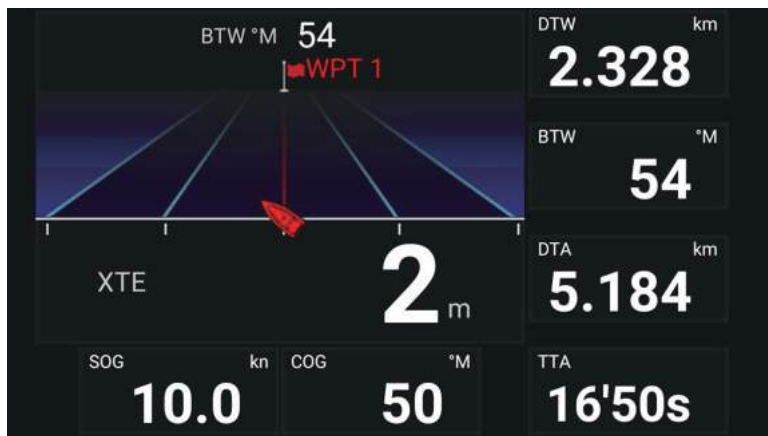 BTW °M 54
WPT 1
XTE 2 m
SOG kn
10.0
COG °M
50
DTW km
2.328
BTW °M
54
DTA km
5.184
TTA
16'50s